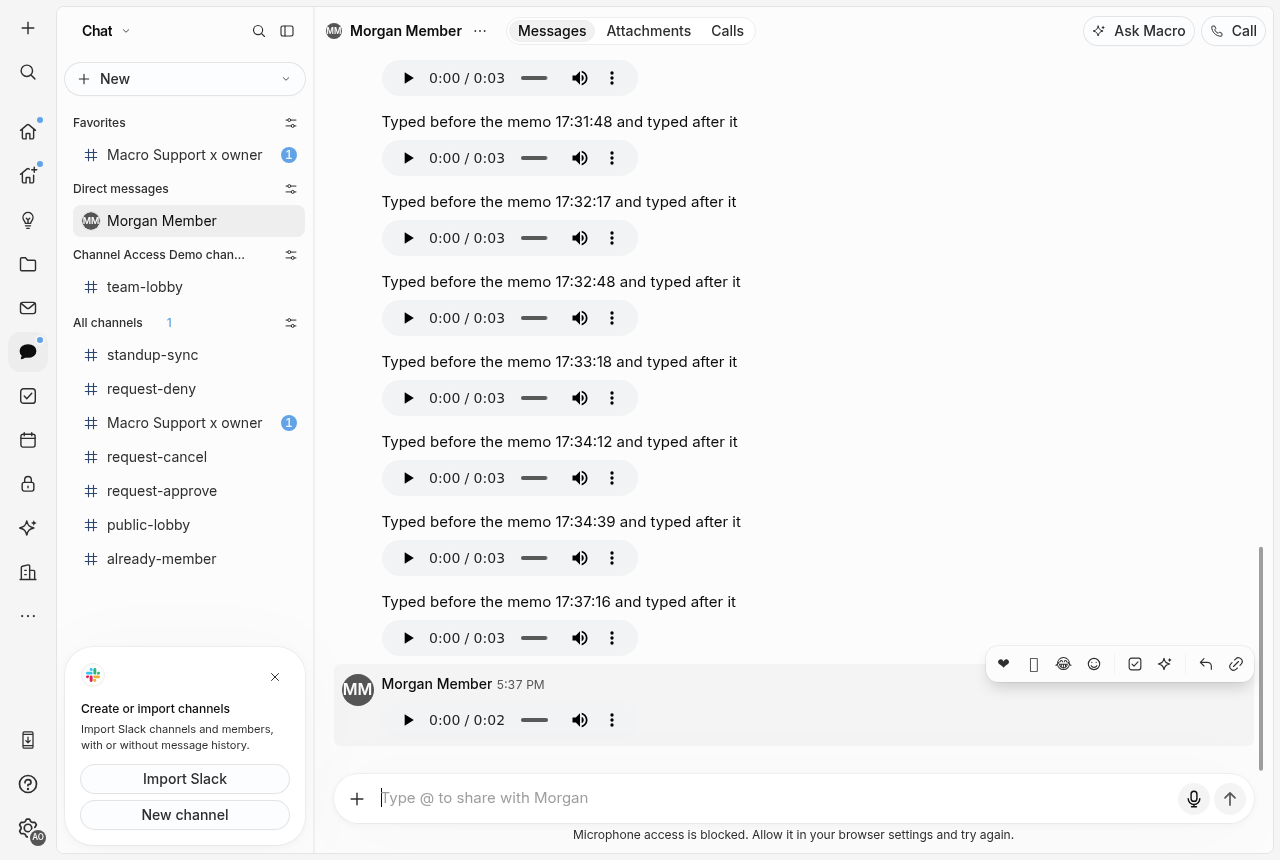 Chat
New
Favorites
Macro Support x owner 1
Direct messages
MM Morgan Member
Channel Access Demo chan...
team-lobby
All channels 1
standup-sync
request-deny
Macro Support x owner 1
request-cancel
request-approve
public-lobby
already-member
Create or import channels
Import Slack channels and members,
with or without message history.
Import Slack
New channel
AO
MM Morgan Member Messages Attachments Calls Ask Macro Call
0:00 / 0:03
Typed before the memo 17:31:48 and typed after it
0:00 / 0:03
Typed before the memo 17:32:17 and typed after it
0:00 / 0:03
Typed before the memo 17:32:48 and typed after it
0:00 / 0:03
Typed before the memo 17:33:18 and typed after it
0:00 / 0:03
Typed before the memo 17:34:12 and typed after it
0:00 / 0:03
Typed before the memo 17:34:39 and typed after it
0:00 / 0:03
Typed before the memo 17:37:16 and typed after it
0:00 / 0:03
MM Morgan Member 5:37 PM
0:00 / 0:02
Type @ to share with Morgan
Microphone access is blocked. Allow it in your browser settings and try again.